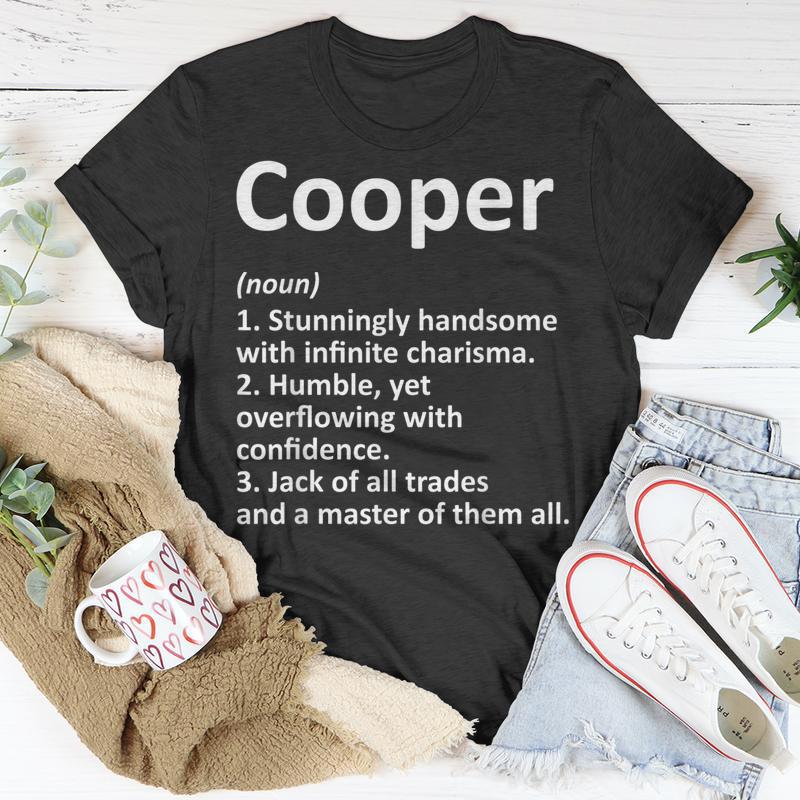 Cooper
(noun)
1. Stunningly handsome
with infinite charisma.
2. Humble, yet
overflowing with
confidence.
3. Jack of all trades
and a master of them all.